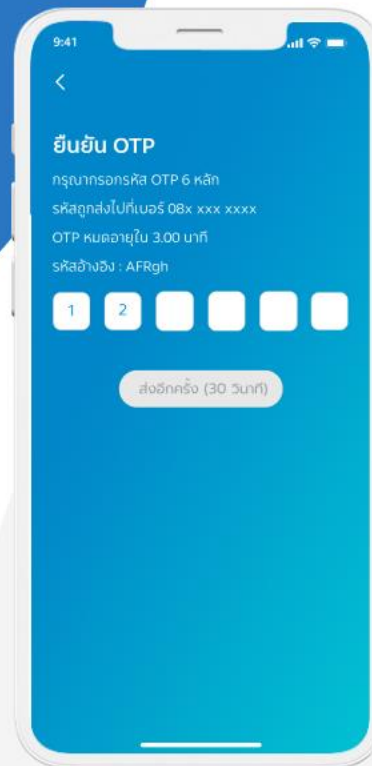 9:41
ยืนยัน OTP
กรุณากรอกรหัส OTP 6 หลัก
รหัสถูกส่งไปที่เบอร์ 08x xxx xxxx
OTP หมดอายุใน 3.00 นาที
รหัสอ้างอิง : AFRgh
1 2
ส่งอีกครั้ง (30 วินาที)